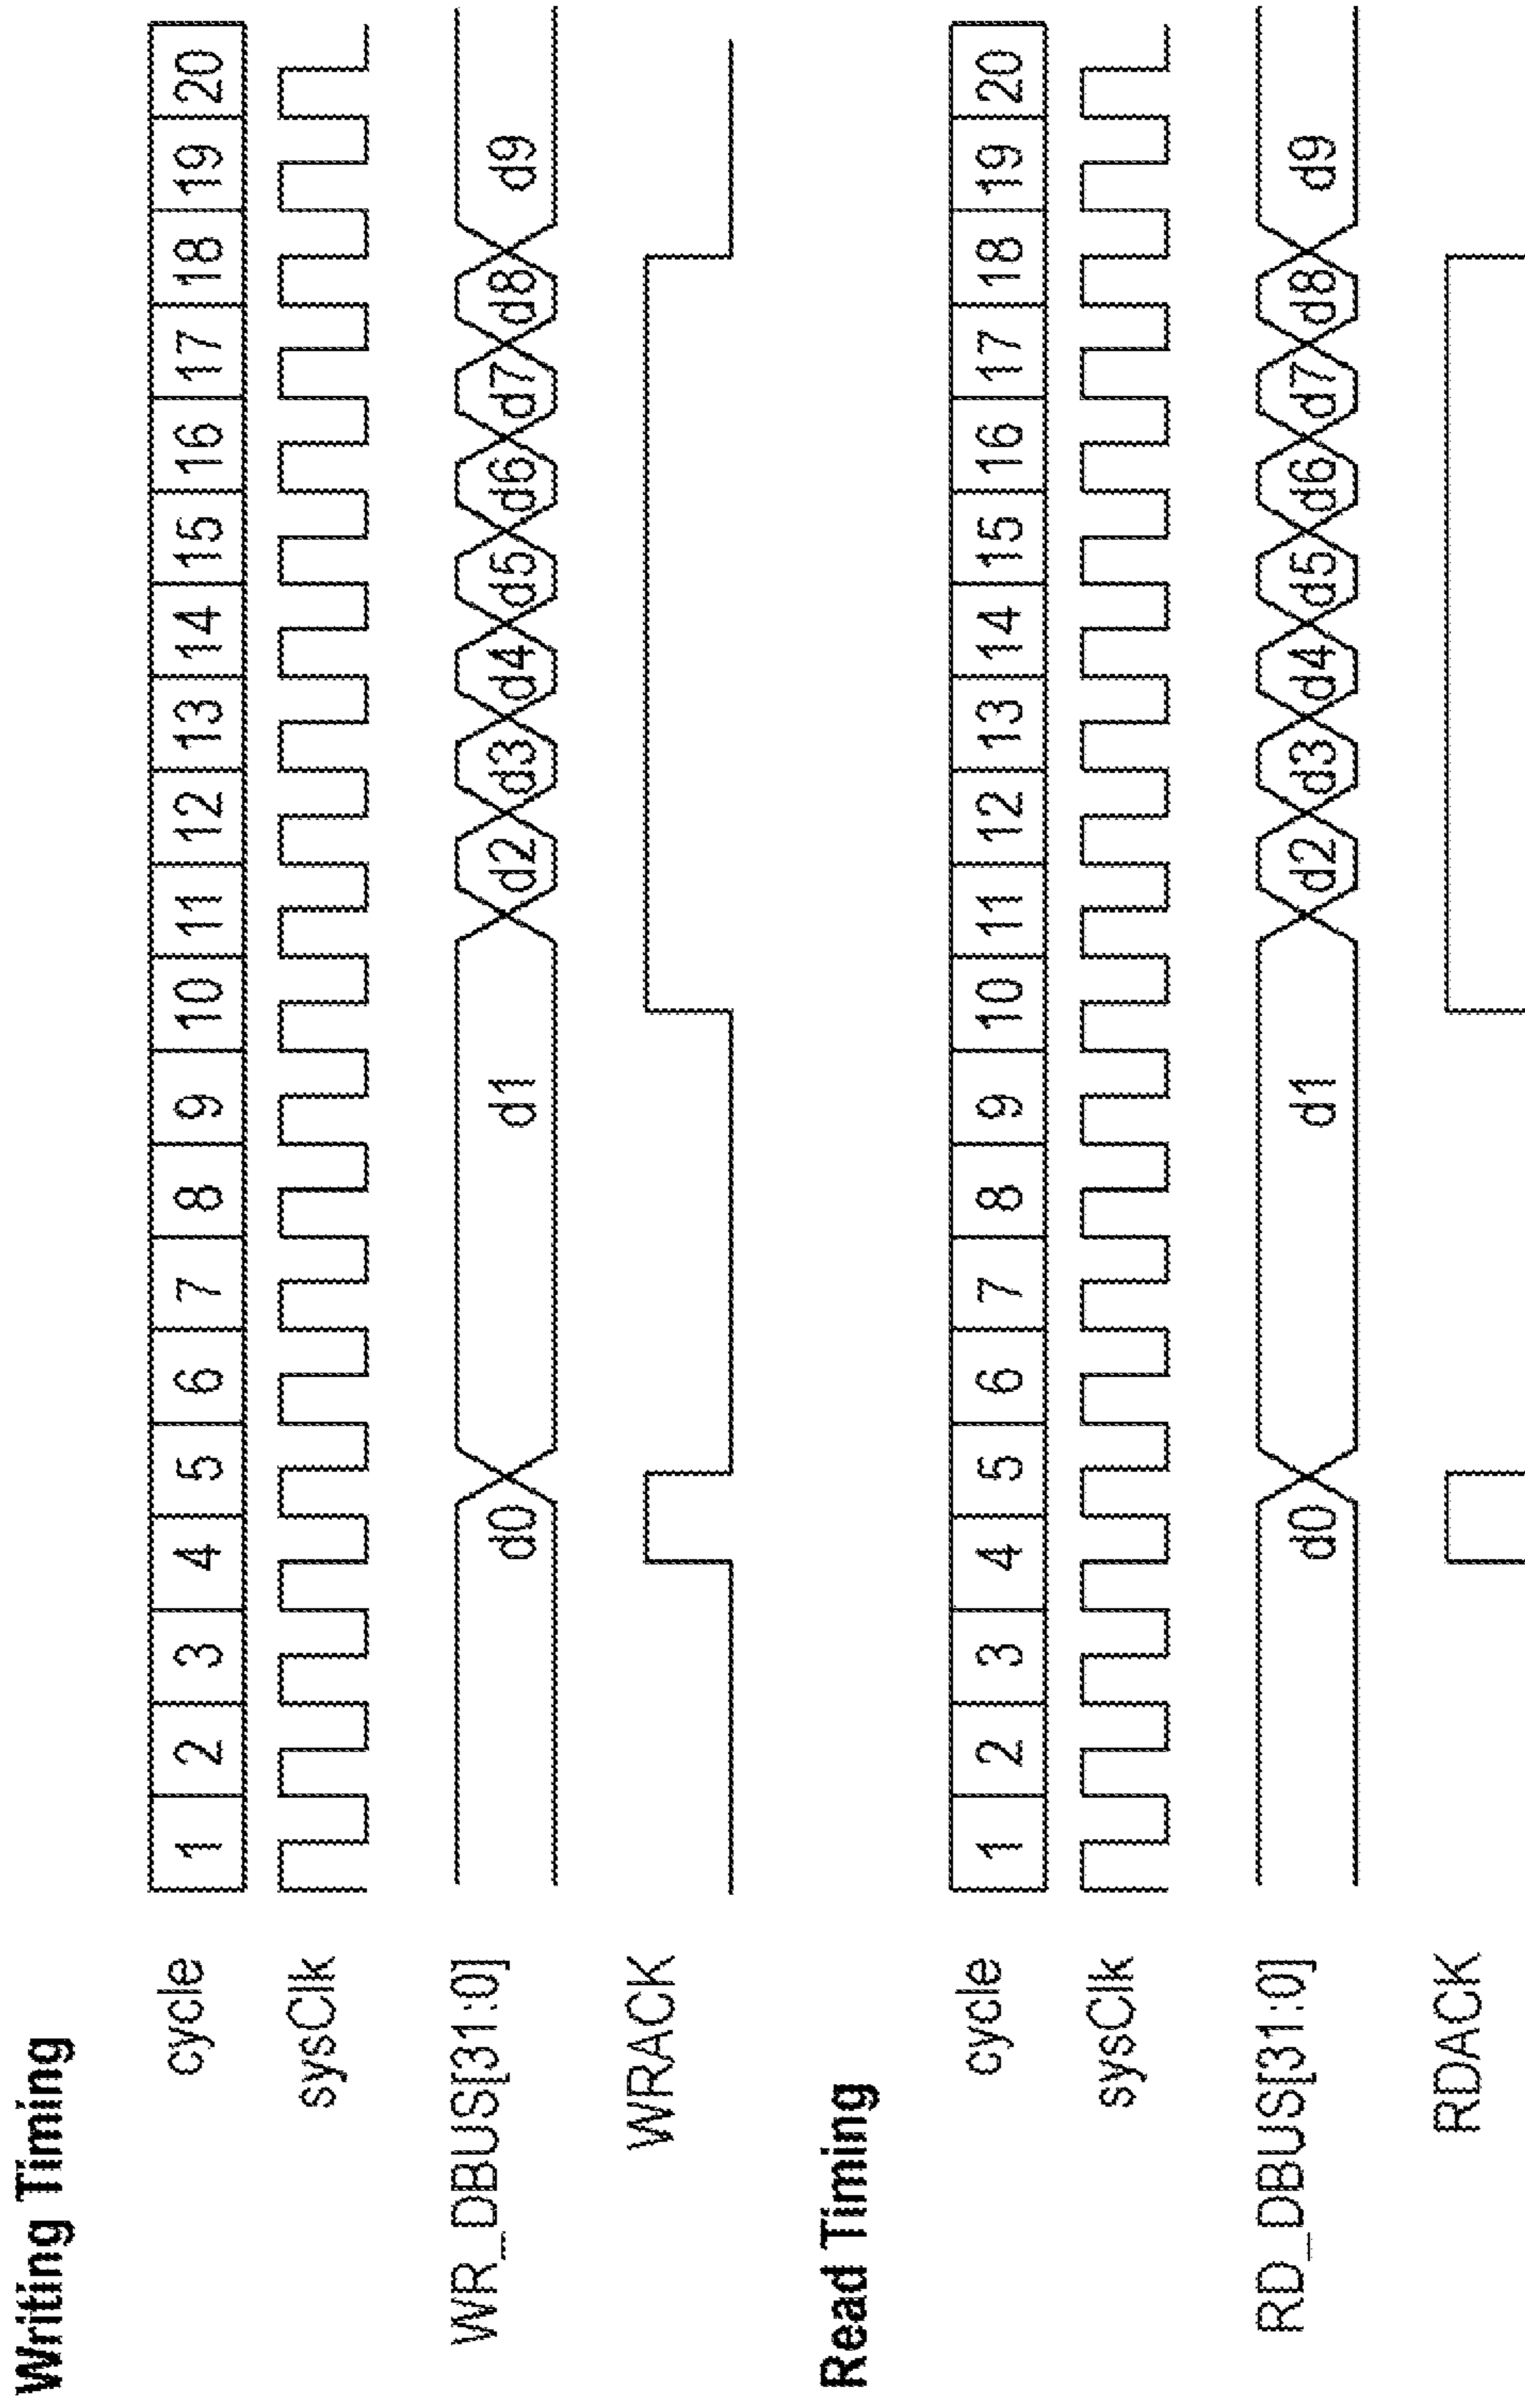 Writing Timing
cycle 1 2 3 4 5 6 7 8 9 10 11 12 13 14 15 16 17 18 19 20
sysClk
WR_DBUS[31:0] d0 d1 d2 d3 d4 d5 d6 d7 d8 d9
WRACK
Read Timing
cycle 1 2 3 4 5 6 7 8 9 10 11 12 13 14 15 16 17 18 19 20
sysClk
RD_DBUS[31:0] d0 d1 d2 d3 d4 d5 d6 d7 d8 d9
RDACK